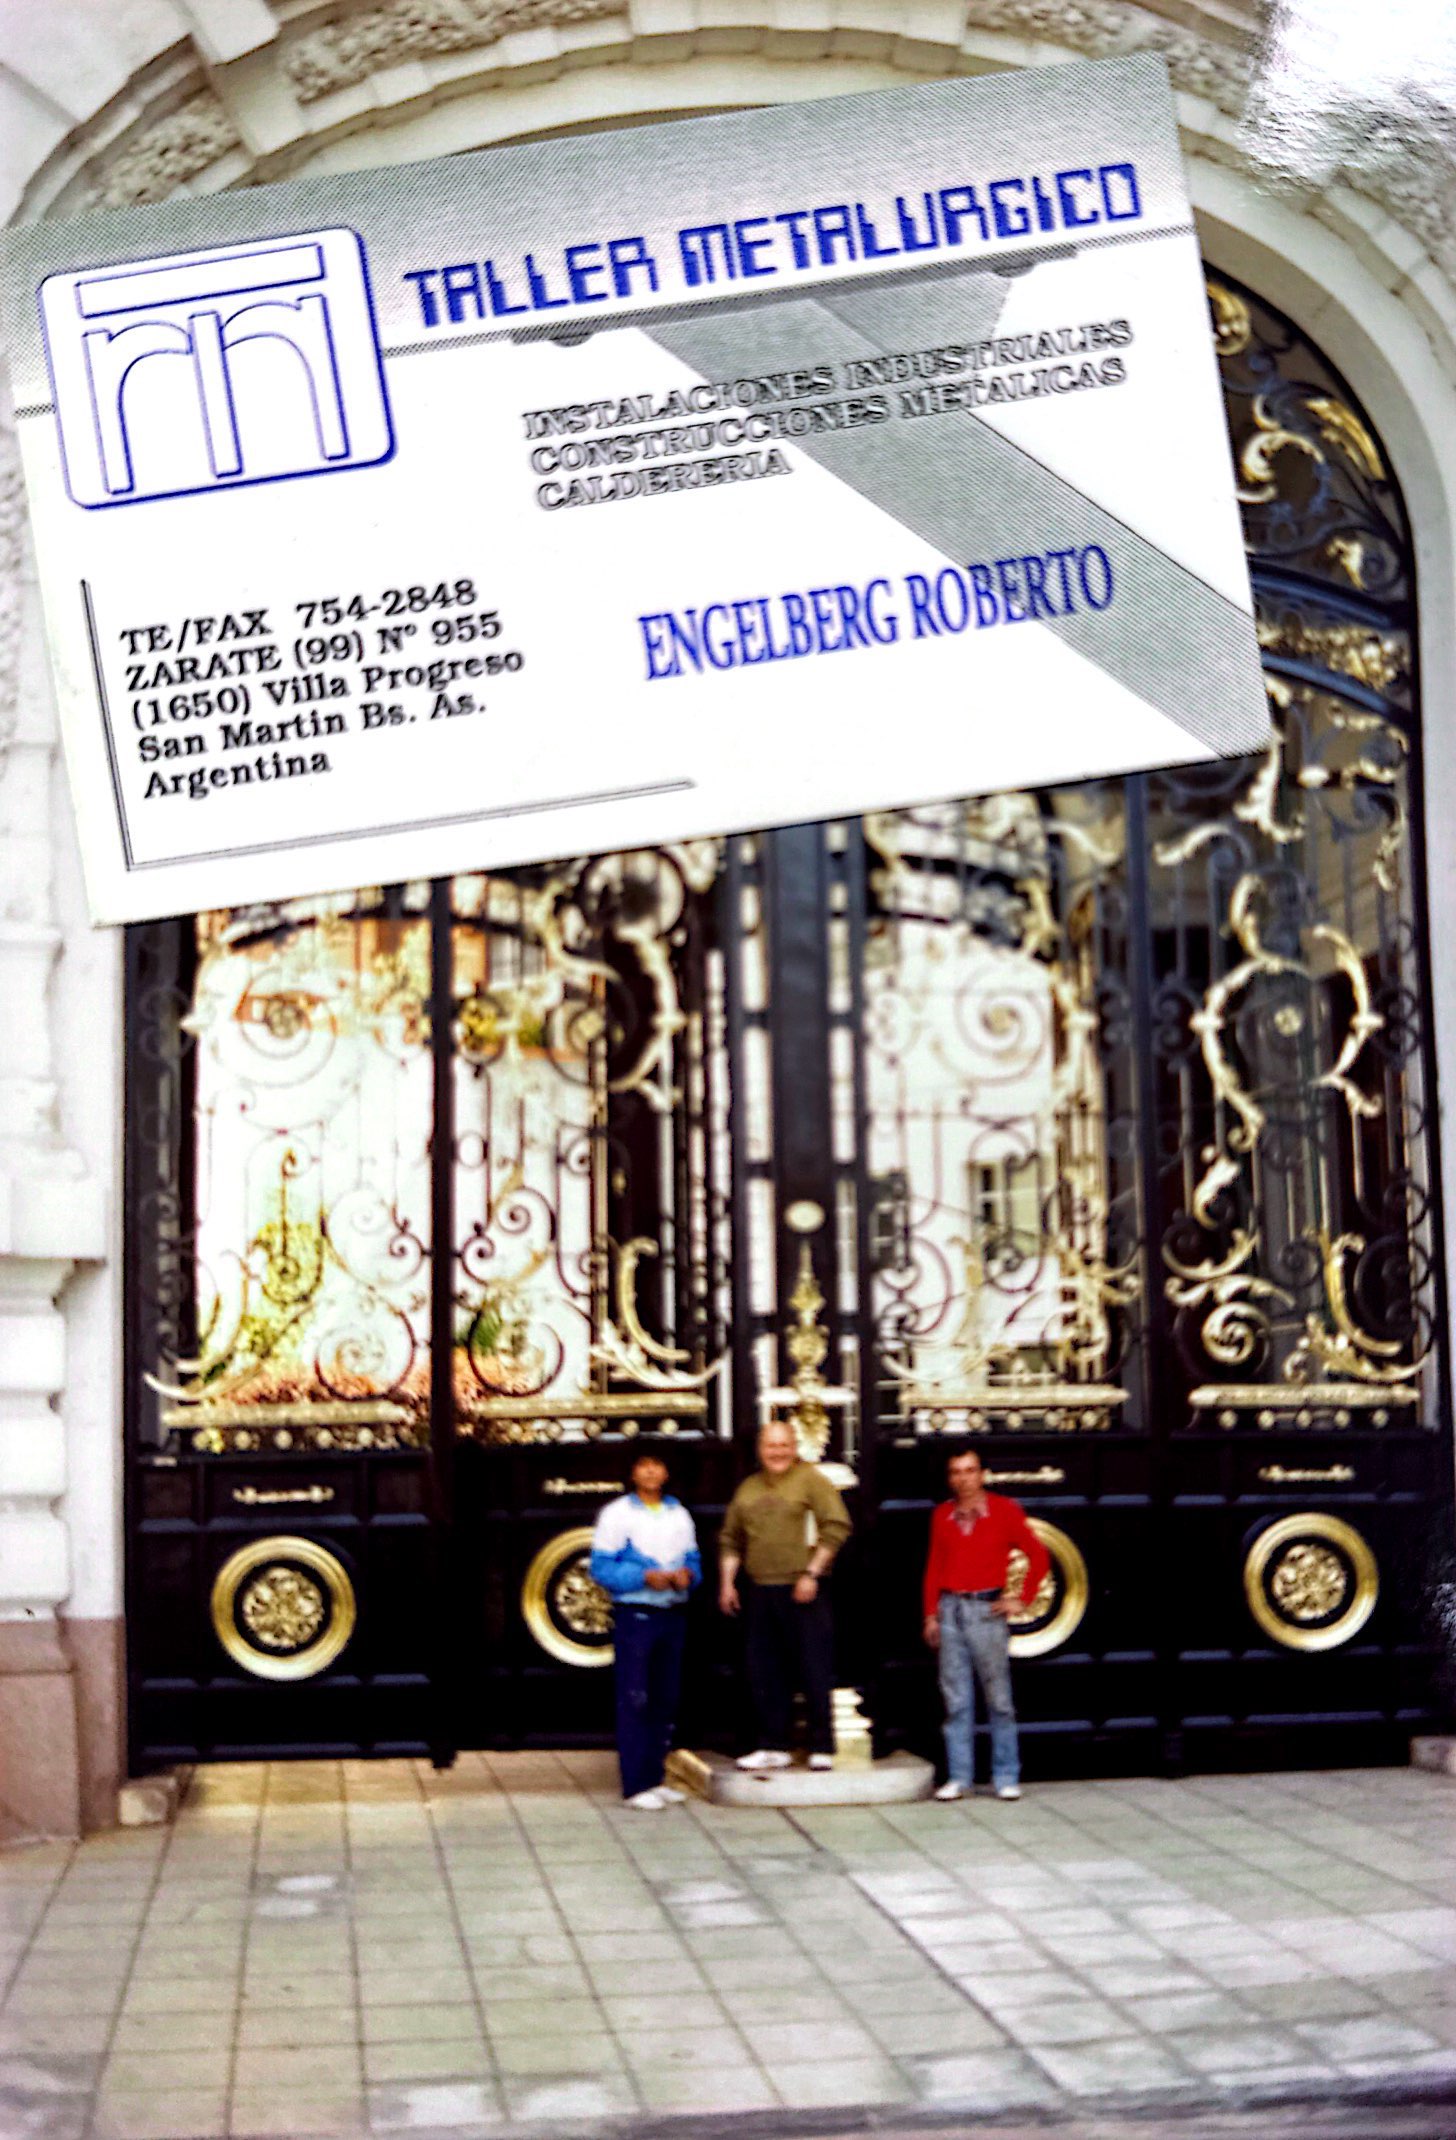 TALLER METALURGICO
INSTALACIONES INDUSTRIALES
CONSTRUCCIONES METALICAS
CALDERERIA
ENGELBERG ROBERTO
TE/FAX 754-2848
ZARATE (99) Nº 955
(1650) Villa Progreso
San Martin Bs. As.
Argentina